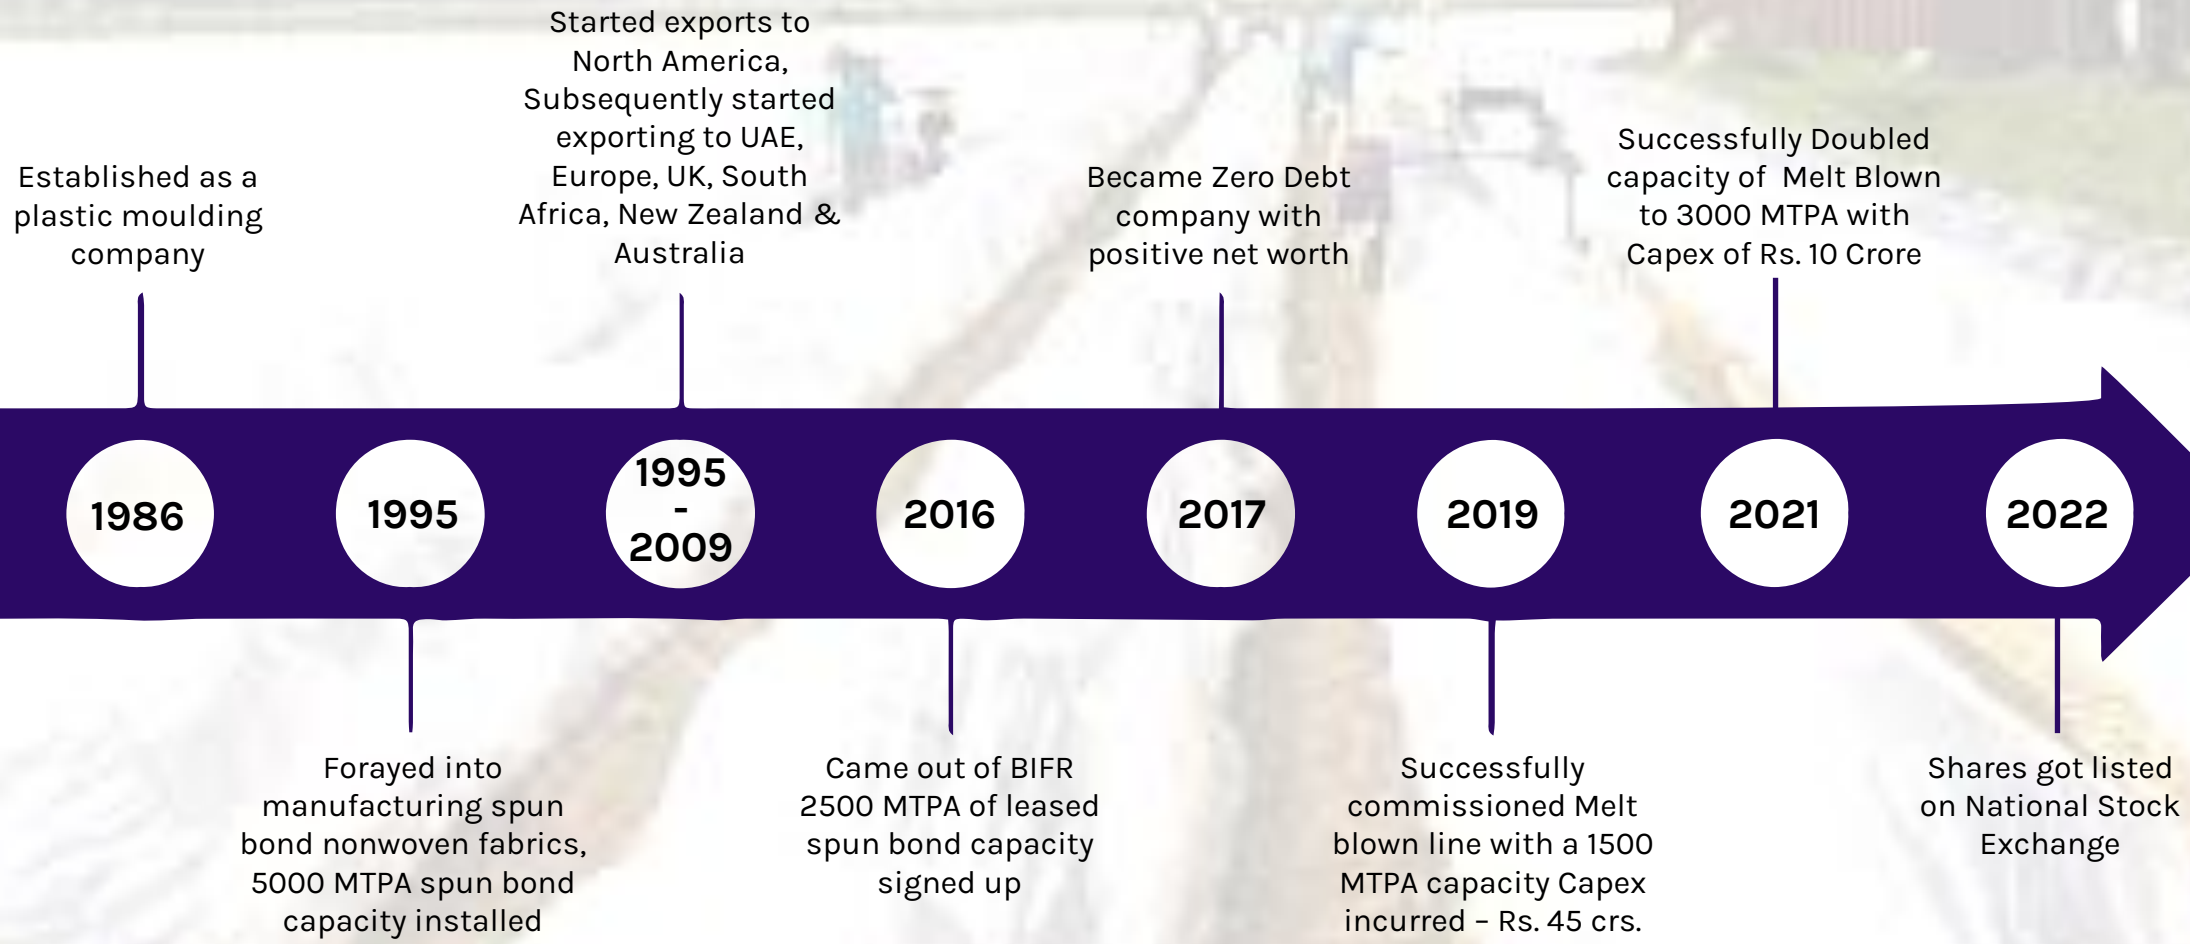 Established as a
plastic moulding
company
Started exports to
North America,
Subsequently started
exporting to UAE,
Europe, UK, South
Africa, New Zealand &
Australia
Became Zero Debt
company with
positive net worth
Successfully Doubled
capacity of Melt Blown
to 3000 MTPA with
Capex of Rs. 10 Crore
1986
1995
1995
-
2009
2016
2017
2019
2021
2022
Forayed into
manufacturing spun
bond nonwoven fabrics,
5000 MTPA spun bond
capacity installed
Came out of BIFR
2500 MTPA of leased
spun bond capacity
signed up
Successfully
commissioned Melt
blown line with a 1500
MTPA capacity Capex
incurred – Rs. 45 crs.
Shares got listed
on National Stock
Exchange